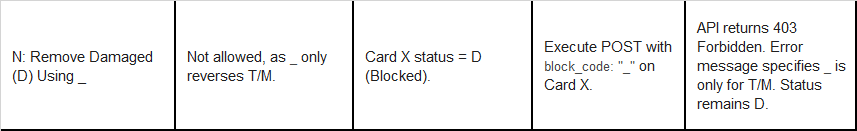 N: Remove Damaged
(D) Using _
Not allowed, as _ only
reverses T/M.
Card X status = D
(Blocked).
Execute POST with
block_code: "_" on
Card X.
API returns 403
Forbidden. Error
message specifies _ is
only for T/M. Status
remains D.